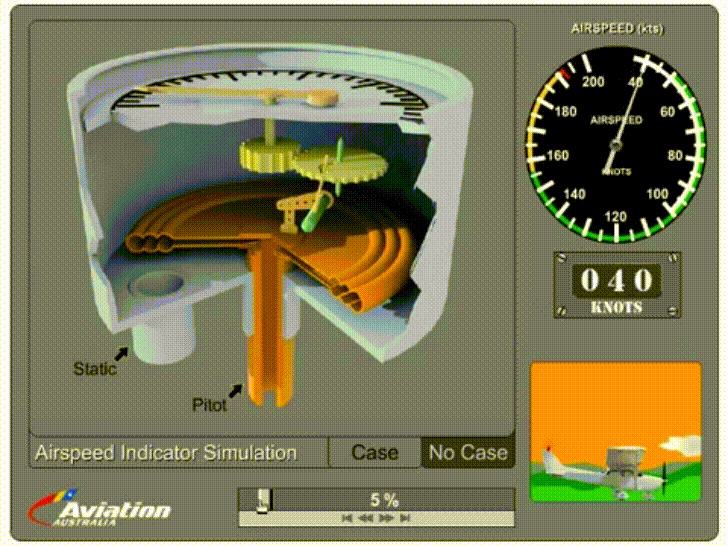 AIRSPEED (kts)
200
40
180
60
AIRSPEED
160
80
KNOTS
140
100
120
040
KNOTS
Static
Pitot
Airspeed Indicator Simulation
Case
No Case
Aviation
AUSTRALIA
5 %